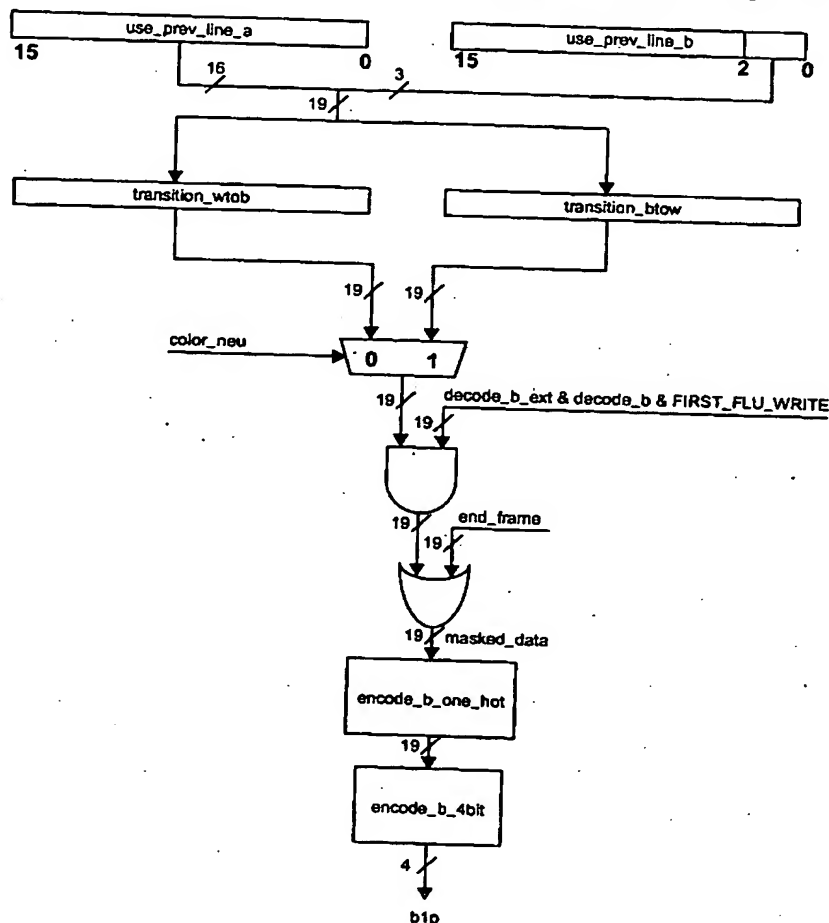 use_prev_line_a
use_prev_line_b
15
0
15
2
0
16
3
19
transition_wtob
transition_btow
19
19
color_neu
0
1
decode_b_ext & decode_b & FIRST_FLU_WRITE
19
19
end_frame
19
19
19
masked_data
encode_b_one_hot
19
encode_b_4bit
4
b1p